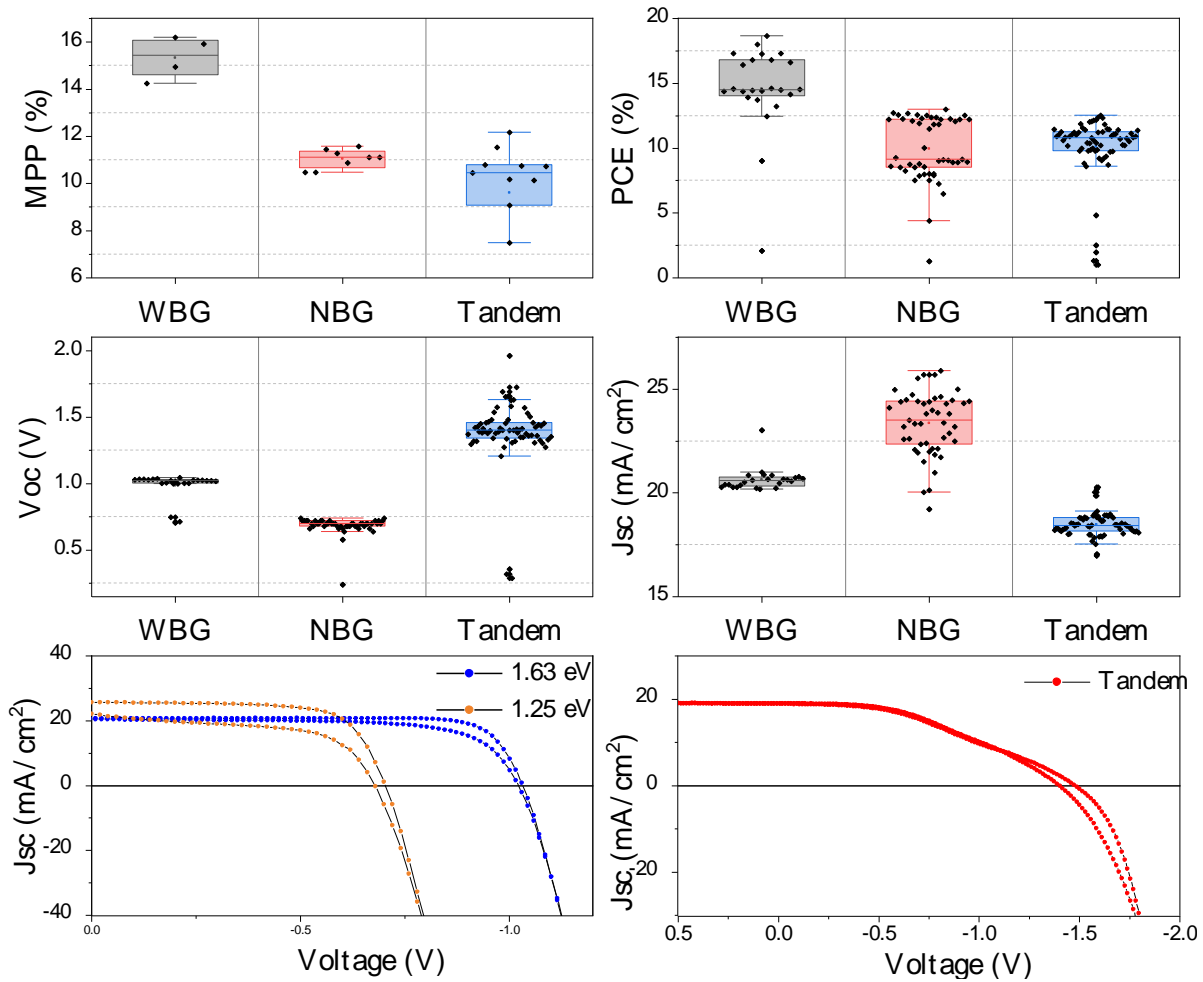 MPP (%)
16
14
12
10
8
6
WBG
NBG
Tandem
PCE (%)
20
15
10
5
0
WBG
NBG
Tandem
Voc (V)
2.0
1.5
1.0
0.5
WBG
NBG
Tandem
Jsc (mA/cm²)
25
20
15
WBG
NBG
Tandem
Jsc (mA/cm²)
40
20
0
-20
-40
1.63 eV
1.25 eV
0.0
-0.5
-1.0
Voltage (V)
Jsc, (mA/cm²)
20
0
-20
Tandem
0.5
0.0
-0.5
-1.0
-1.5
-2.0
Voltage (V)